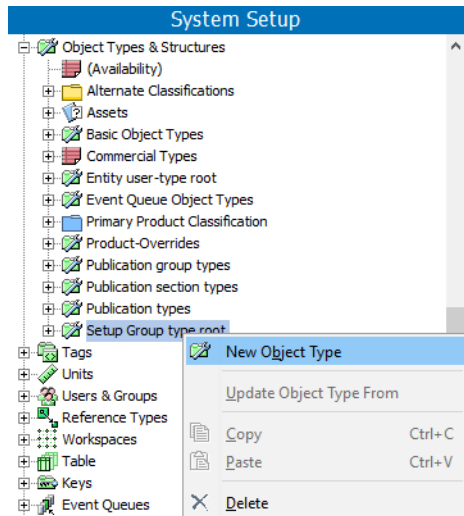 System Setup
Object Types & Structures
(Availability)
Alternate Classifications
Assets
Basic Object Types
Commercial Types
Entity user-type root
Event Queue Object Types
Primary Product Classification
Product-Overrides
Publication group types
Publication section types
Publication types
Setup Group type root
Tags
New Object Type
Units
Users & Groups
Update Object Type From
Reference Types
Workspaces
Copy Ctrl+C
Table
Paste Ctrl+V
Keys
Event Queues
Delete